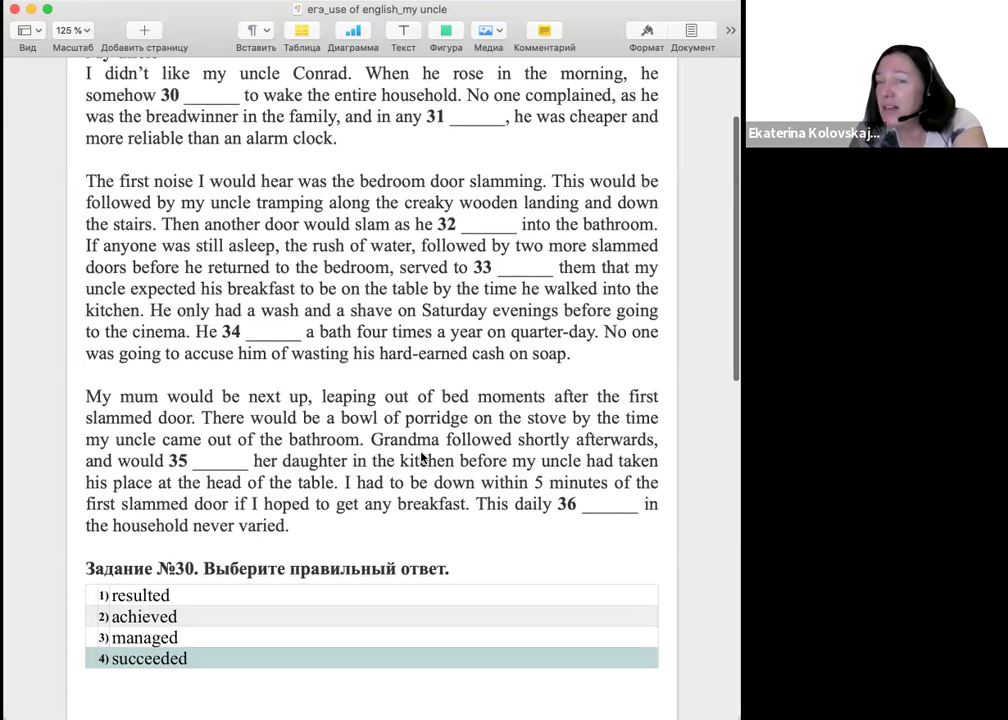 егэ_use of english_my uncle
125 %
Вид Масштаб Добавить страницу Вставить Таблица Диаграмма Текст Фигура Медиа Комментарий Формат Документ
Ekaterina Kolovskaj...
My uncle
I didn’t like my uncle Conrad. When he rose in the morning, he
somehow 30 ______ to wake the entire household. No one complained, as he
was the breadwinner in the family, and in any 31 ______, he was cheaper and
more reliable than an alarm clock.
The first noise I would hear was the bedroom door slamming. This would be
followed by my uncle tramping along the creaky wooden landing and down
the stairs. Then another door would slam as he 32 ______ into the bathroom.
If anyone was still asleep, the rush of water, followed by two more slammed
doors before he returned to the bedroom, served to 33 ______ them that my
uncle expected his breakfast to be on the table by the time he walked into the
kitchen. He only had a wash and a shave on Saturday evenings before going
to the cinema. He 34 ______ a bath four times a year on quarter-day. No one
was going to accuse him of wasting his hard-earned cash on soap.
My mum would be next up, leaping out of bed moments after the first
slammed door. There would be a bowl of porridge on the stove by the time
my uncle came out of the bathroom. Grandma followed shortly afterwards,
and would 35 ______ her daughter in the kitchen before my uncle had taken
his place at the head of the table. I had to be down within 5 minutes of the
first slammed door if I hoped to get any breakfast. This daily 36 ______ in
the household never varied.
Задание №30. Выберите правильный ответ.
1) resulted
2) achieved
3) managed
4) succeeded